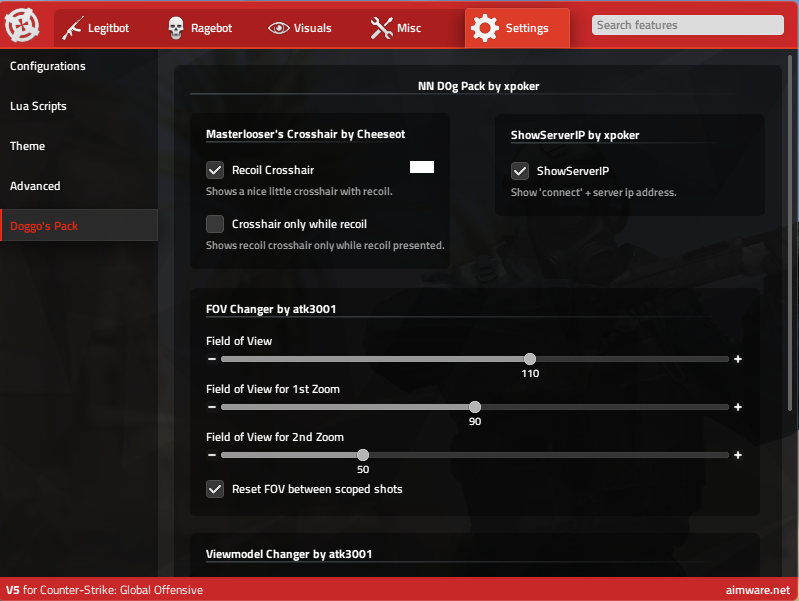 Legitbot Ragebot Visuals Misc Settings Search features
Configurations
Lua Scripts
Theme
Advanced
Doggo's Pack
NN D0g Pack by xpoker
Masterlooser's Crosshair by Cheeseot
Recoil Crosshair
Shows a nice little crosshair with recoil.
Crosshair only while recoil
Shows recoil crosshair only while recoil presented.
ShowServerIP by xpoker
ShowServerIP
Show 'connect' + server ip address.
FOV Changer by atk3001
Field of View
110
Field of View for 1st Zoom
90
Field of View for 2nd Zoom
50
Reset FOV between scoped shots
Viewmodel Changer by atk3001
V5 for Counter-Strike: Global Offensive aimware.net